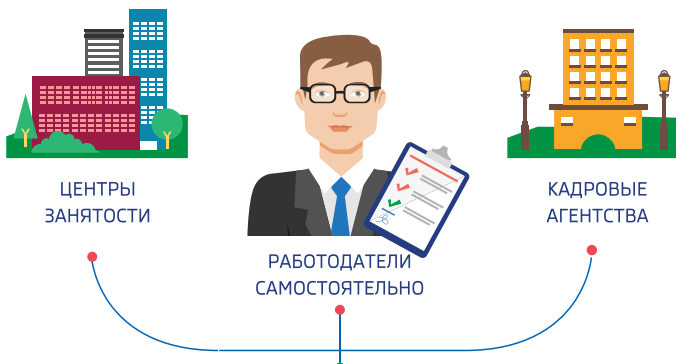 ЦЕНТРЫ
ЗАНЯТОСТИ
РАБОТОДАТЕЛИ
САМОСТОЯТЕЛЬНО
КАДРОВЫЕ
АГЕНТСТВА